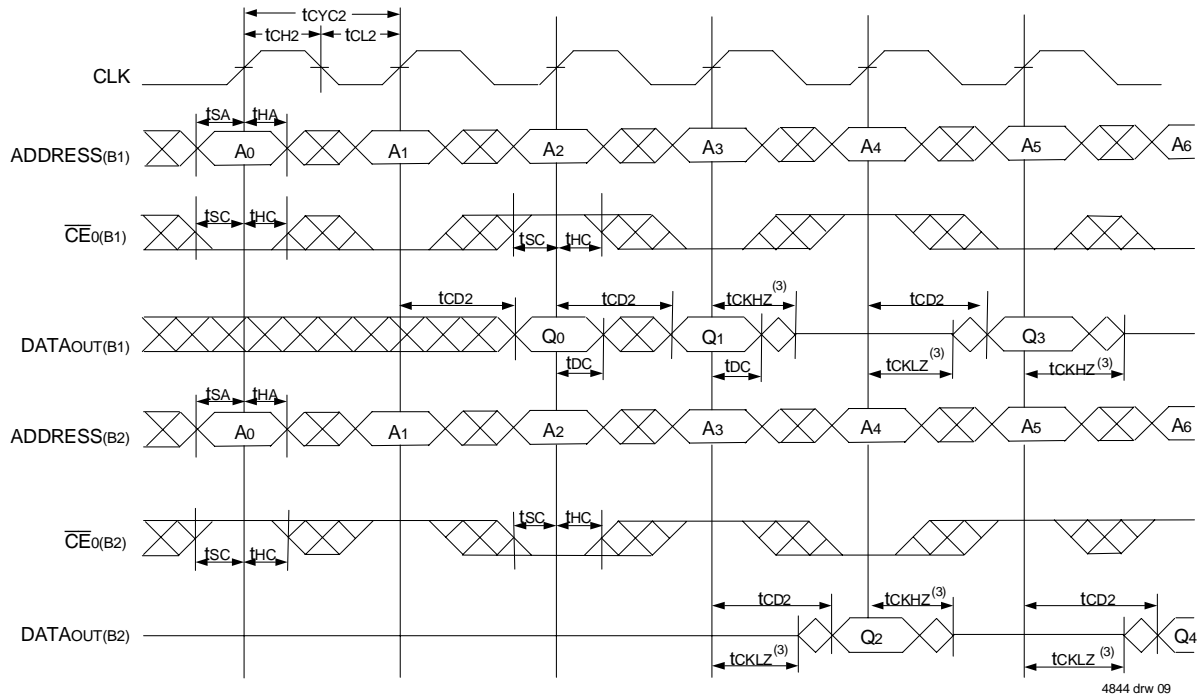 tCYC2
tCH2 tCL2
CLK
tSA tHA
ADDRESS(B1) A0 A1 A2 A3 A4 A5 A6
tSC tHC
CE0(B1)
tSC tHC
tCD2 tCD2 tCKHZ(3) tCD2
DATAOUT(B1) Q0 Q1 Q3
tDC tDC tCKLZ(3) tCKHZ(3)
tSA tHA
ADDRESS(B2) A0 A1 A2 A3 A4 A5 A6
tSC tHC
CE0(B2)
tSC tHC
tCD2 tCKHZ(3) tCD2
DATAOUT(B2) Q2 Q4
tCKLZ(3) tCKLZ(3)
4844 drw 09